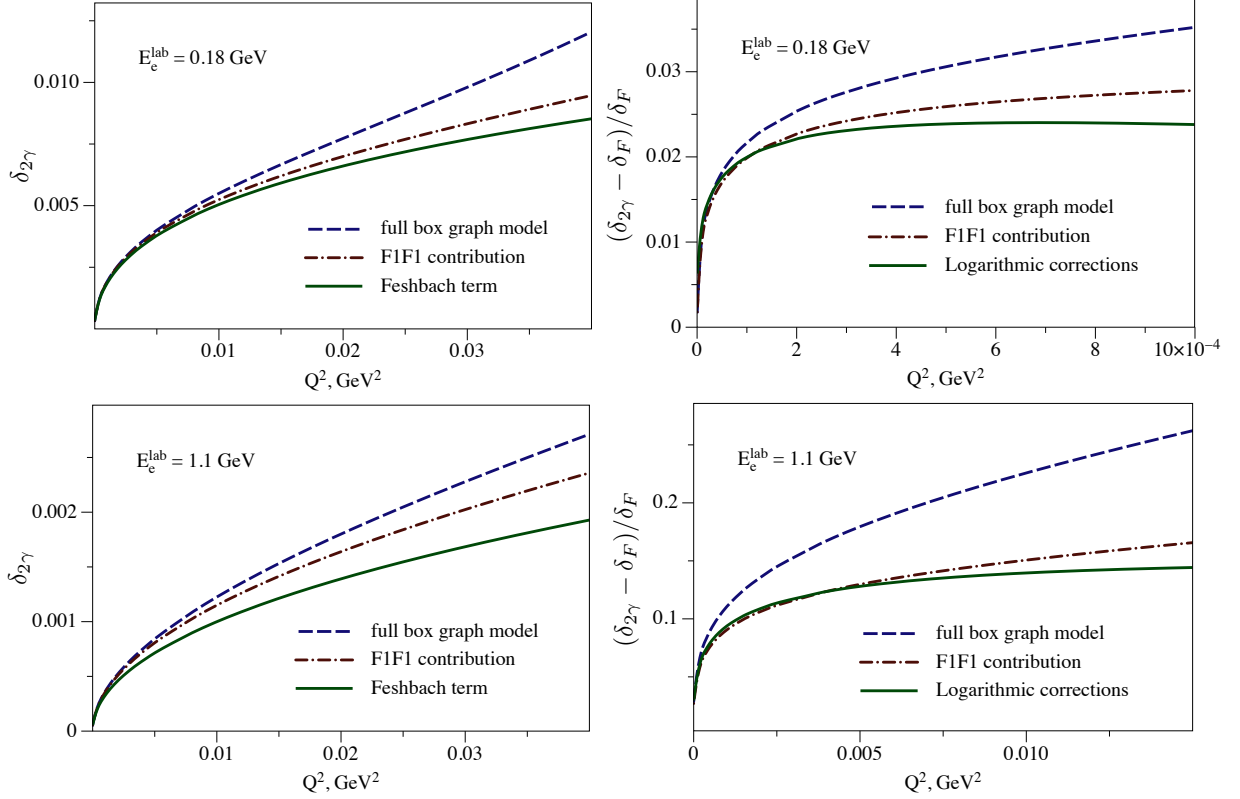 E_e^lab = 0.18 GeV
0.010
0.005
δ_2γ
full box graph model
F1F1 contribution
Feshbach term
0.01 0.02 0.03
Q², GeV²
E_e^lab = 0.18 GeV
0.03
0.02
0.01
0
(δ_2γ − δ_F)/δ_F
full box graph model
F1F1 contribution
Logarithmic corrections
0 2 4 6 8 10×10⁻⁴
Q², GeV²
E_e^lab = 1.1 GeV
0.002
0.001
0
δ_2γ
full box graph model
F1F1 contribution
Feshbach term
0.01 0.02 0.03
Q², GeV²
E_e^lab = 1.1 GeV
0.2
0.1
(δ_2γ − δ_F)/δ_F
full box graph model
F1F1 contribution
Logarithmic corrections
0 0.005 0.010
Q², GeV²